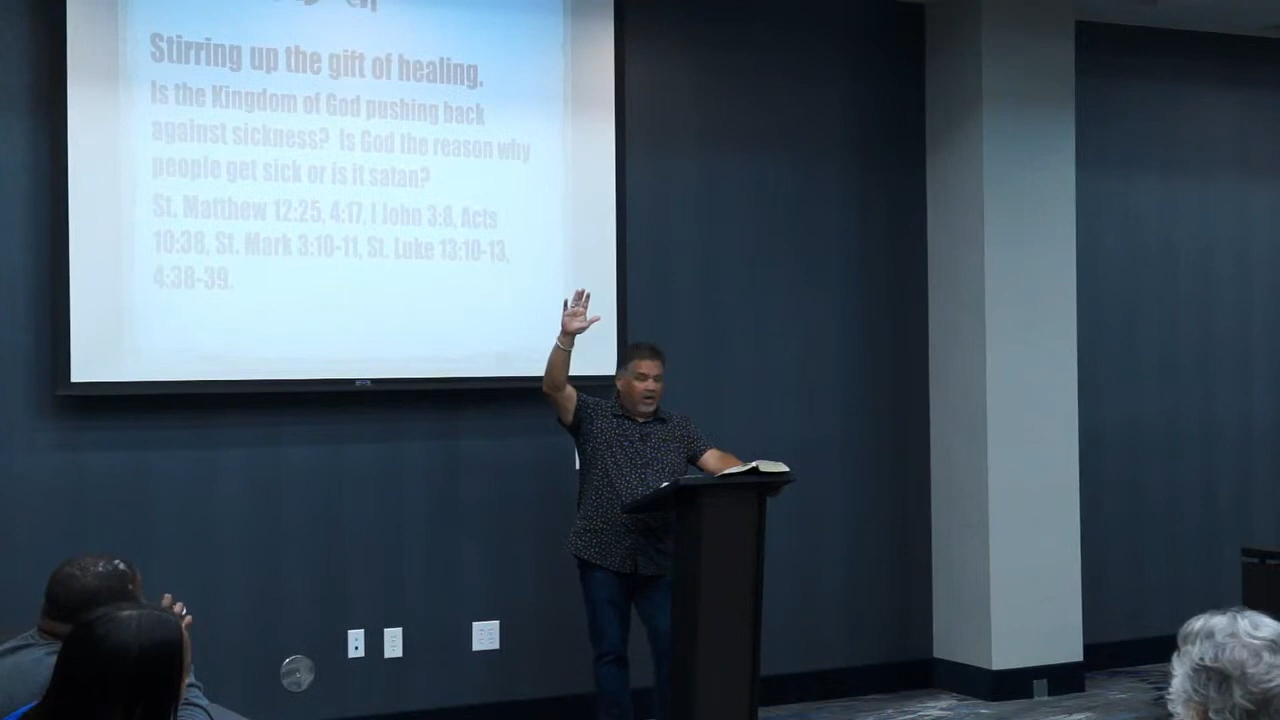 Stirring up the gift of healing.
Is the Kingdom of God pushing back
against sickness? Is God the reason why
people get sick or is it satan?
St. Matthew 12:25, 4:17, I John 3:8, Acts
10:38, St. Mark 3:10-11, St. Luke 13:10-13,
4:38-39.